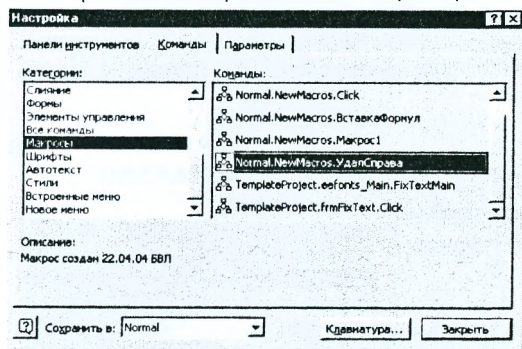 Настройка
Панели инструментов Команды Параметры
Категории: Команды:
Слияние
Формы
Элементы управления
Все команды
Макросы
Шрифты
Автотекст
Стили
Встроенные меню
Новое меню
Normal.NewMacros.Click
Normal.NewMacros.ВставкаФормул
Normal.NewMacros.Макрос1
Normal.NewMacros.УдалСправа
TemplateProject.eefonts_Main.FixTextMain
TemplateProject.frmFixText.Click
Описание:
Макрос создан 22.04.04 БВЛ
Сохранить в: Normal Клавиатура... Закрыть